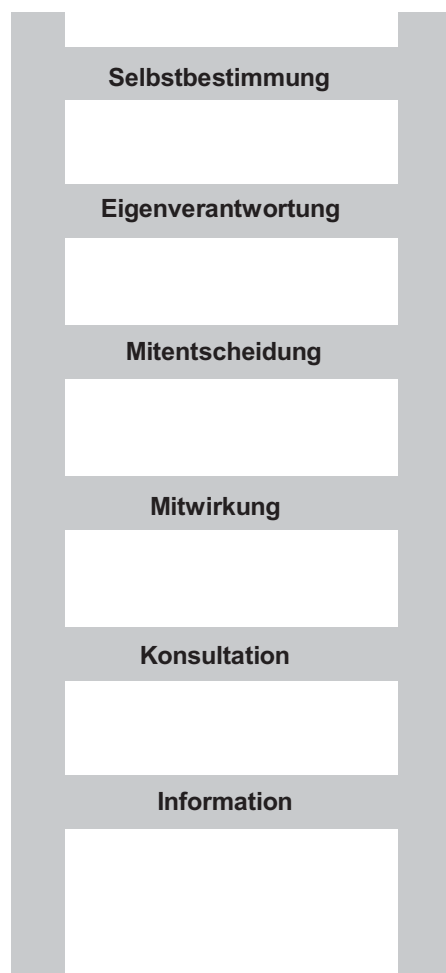 Selbstbestimmung
Eigenverantwortung
Mitentscheidung
Mitwirkung
Konsultation
Information